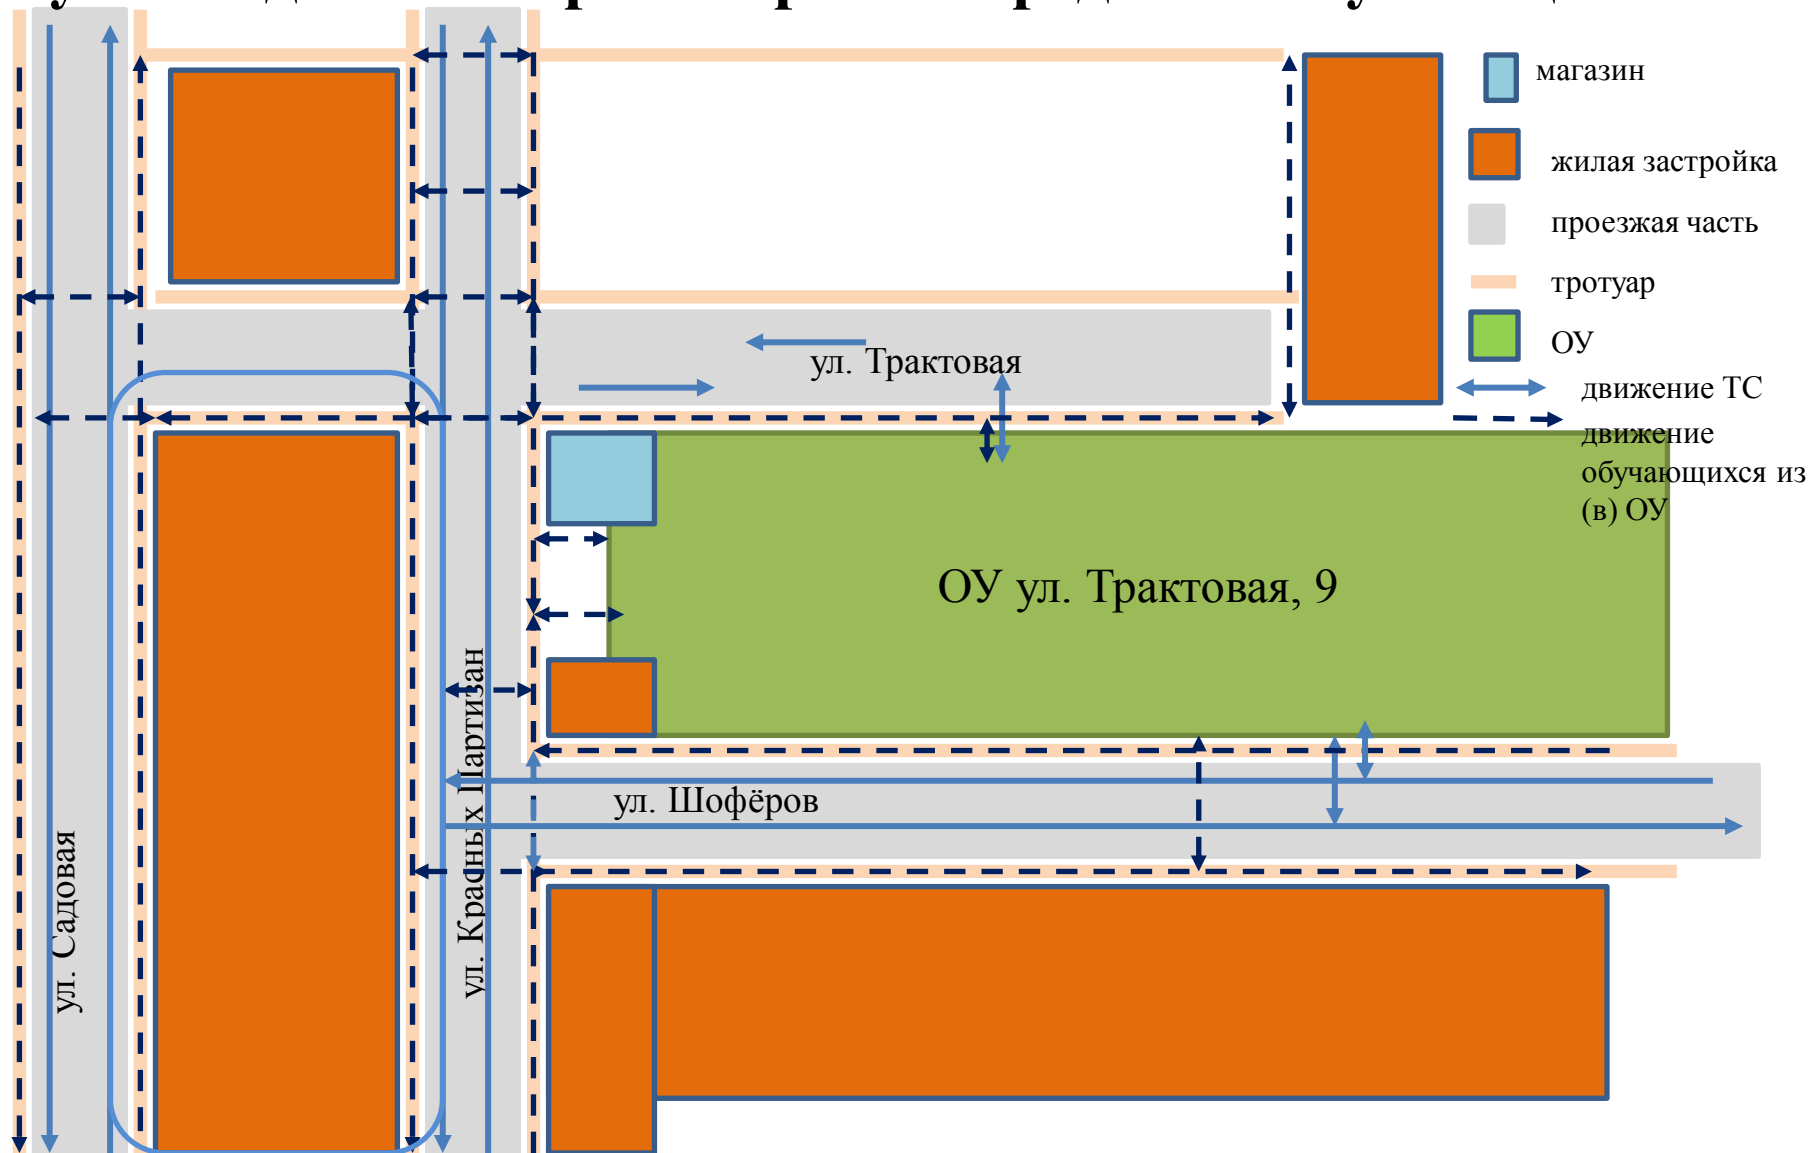 магазин
жилая застройка
проезжая часть
тротуар
ОУ
движение ТС
движение
обучающихся из
(в) ОУ
ул. Трактовая
ОУ ул. Трактовая, 9
ул. Шофёров
ул. Садовая
ул. Красных Партизан